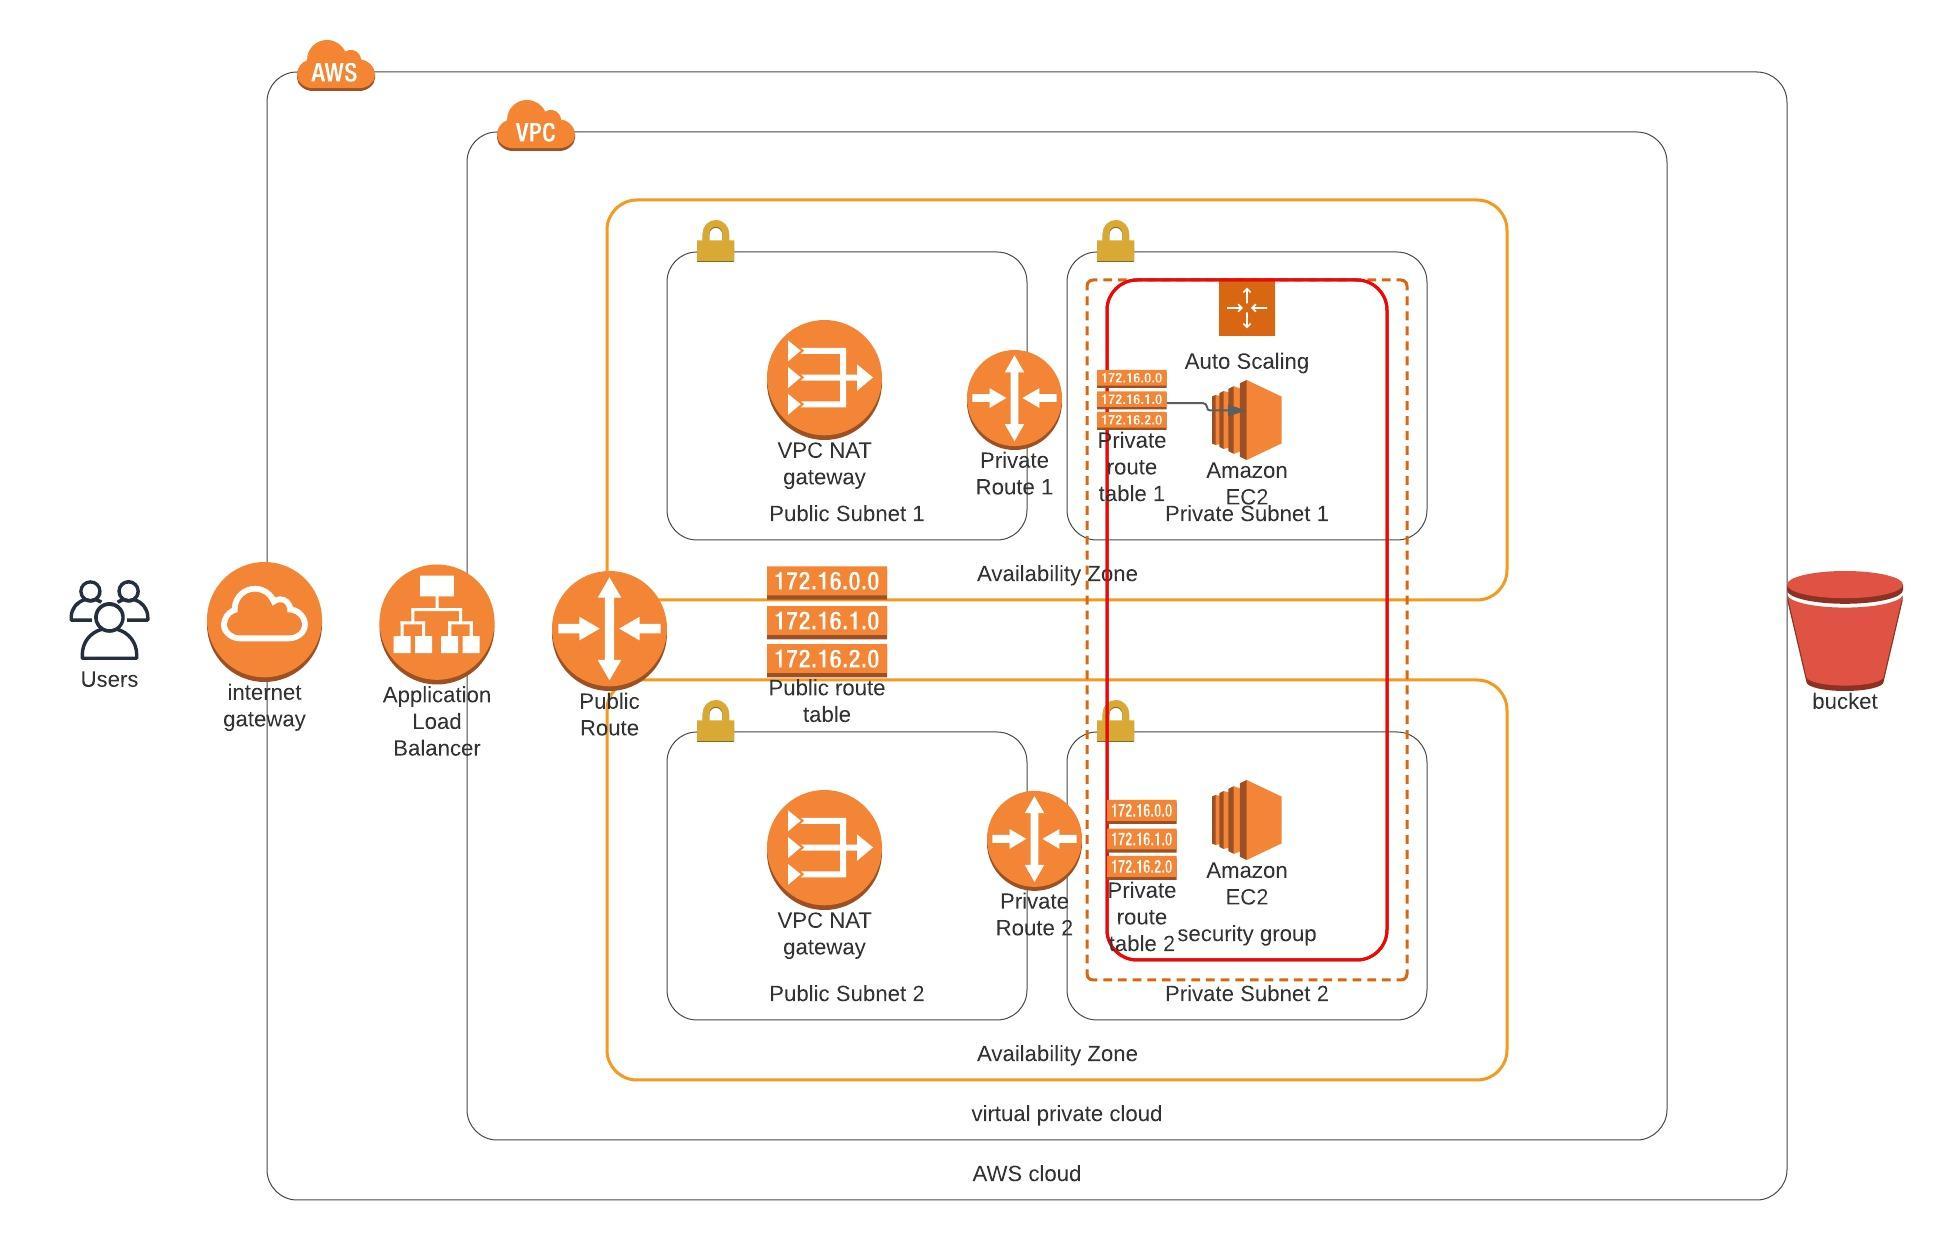 AWS
VPC
VPC NAT
gateway
Public Subnet 1
Private
Route 1
Auto Scaling
172.16.0.0
172.16.1.0
172.16.2.0
Private
route
table 1
Amazon
EC2
Private Subnet 1
Availability Zone
Users
internet
gateway
Application
Load
Balancer
Public
Route
172.16.0.0
172.16.1.0
172.16.2.0
Public route
table
bucket
VPC NAT
gateway
Public Subnet 2
Private
Route 2
172.16.0.0
172.16.1.0
172.16.2.0
Private
route
table 2
Amazon
EC2
security group
Private Subnet 2
Availability Zone
virtual private cloud
AWS cloud